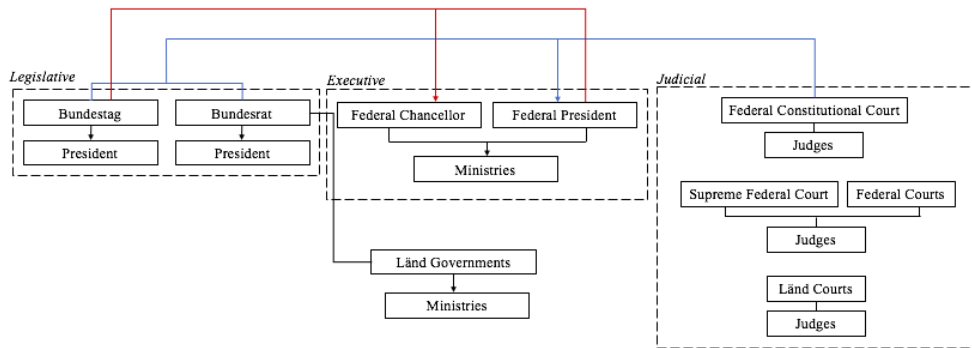 Legislative
Executive
Judicial
Bundestag
Bundesrat
Federal Chancellor
Federal President
Federal Constitutional Court
President
President
Judges
Ministries
Supreme Federal Court
Federal Courts
Judges
Länd Governments
Länd Courts
Ministries
Judges